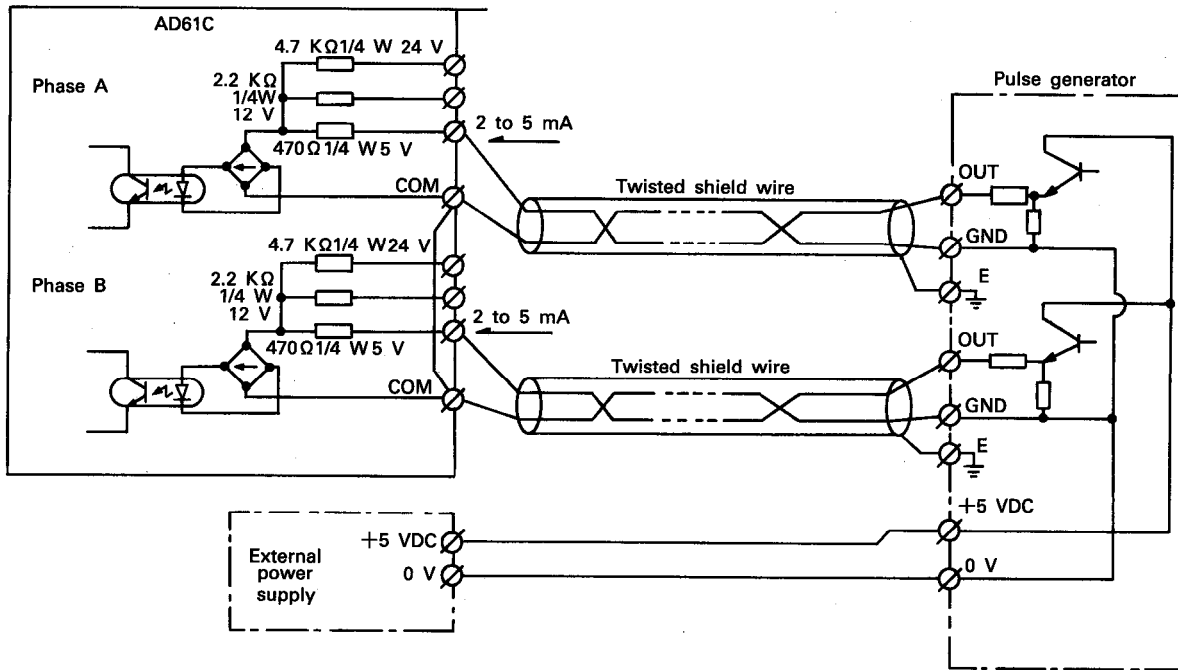 AD61C
4.7 KΩ1/4 W 24 V
Phase A
2.2 KΩ
1/4W
12 V
470Ω1/4 W5 V
2 to 5 mA
COM
Twisted shield wire
Pulse generator
OUT
GND
E
4.7 KΩ1/4 W24 V
Phase B
2.2 KΩ
1/4 W
12 V
470Ω1/4 W5 V
2 to 5 mA
COM
Twisted shield wire
OUT
GND
E
External
power
supply
+5 VDC
0 V
+5 VDC
0 V